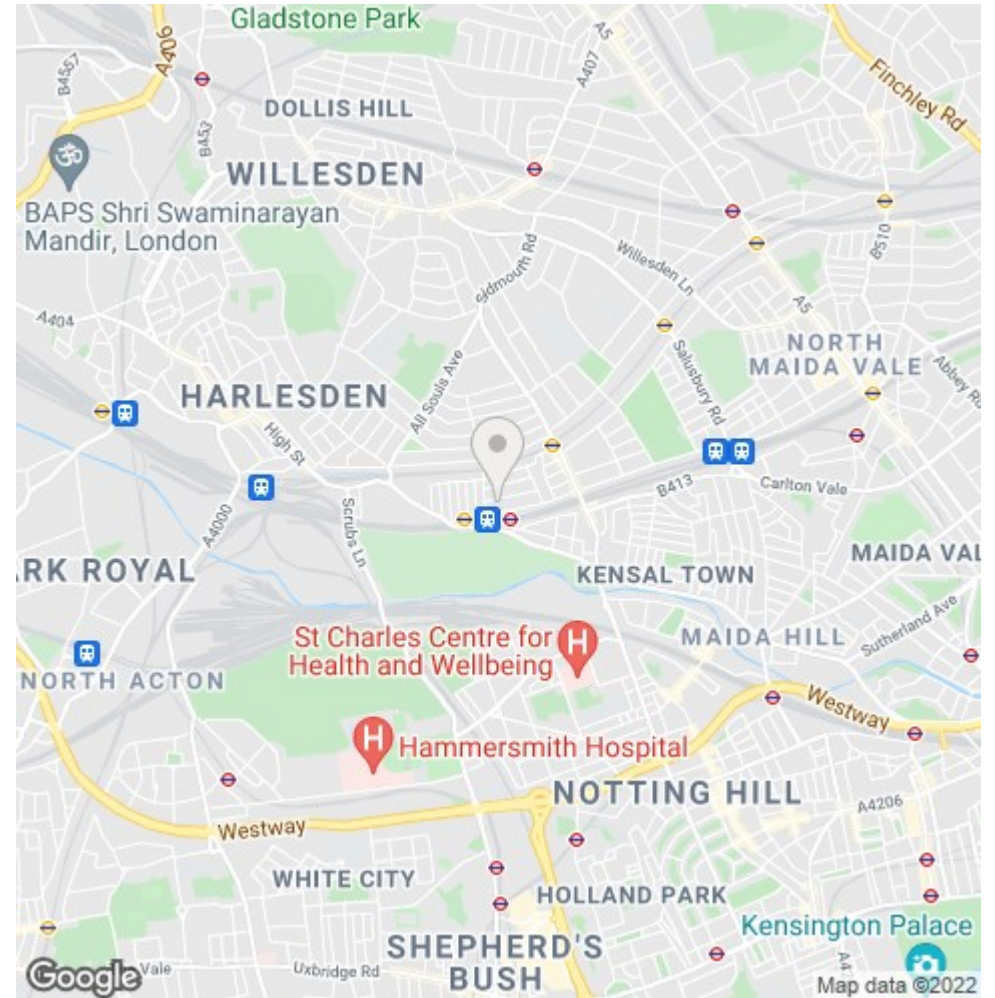 Gladstone Park
A5
A406
A407
B4557
Finchley Rd
DOLLIS HILL
B453
WILLESDEN
BAPS Shri Swaminarayan
Mandir, London
B510
Sidmouth Rd
Willesden Ln
A404
A5
NORTH
MAIDA VALE
Salusbury Rd
Abbey Rd
All Souls Ave
HARLESDEN
High St
B413
Carlton Vale
Scrubs Ln
A4000
ARK ROYAL
KENSAL TOWN
MAIDA VAL
Sutherland Ave
St Charles Centre for
Health and Wellbeing
H
MAIDA HILL
NORTH ACTON
Westway
H
Hammersmith Hospital
NOTTING HILL
A4206
Westway
WHITE CITY
HOLLAND PARK
Kensington Palace
SHEPHERD'S
BUSH
Google
Vale
Uxbridge Rd
Map data ©2022